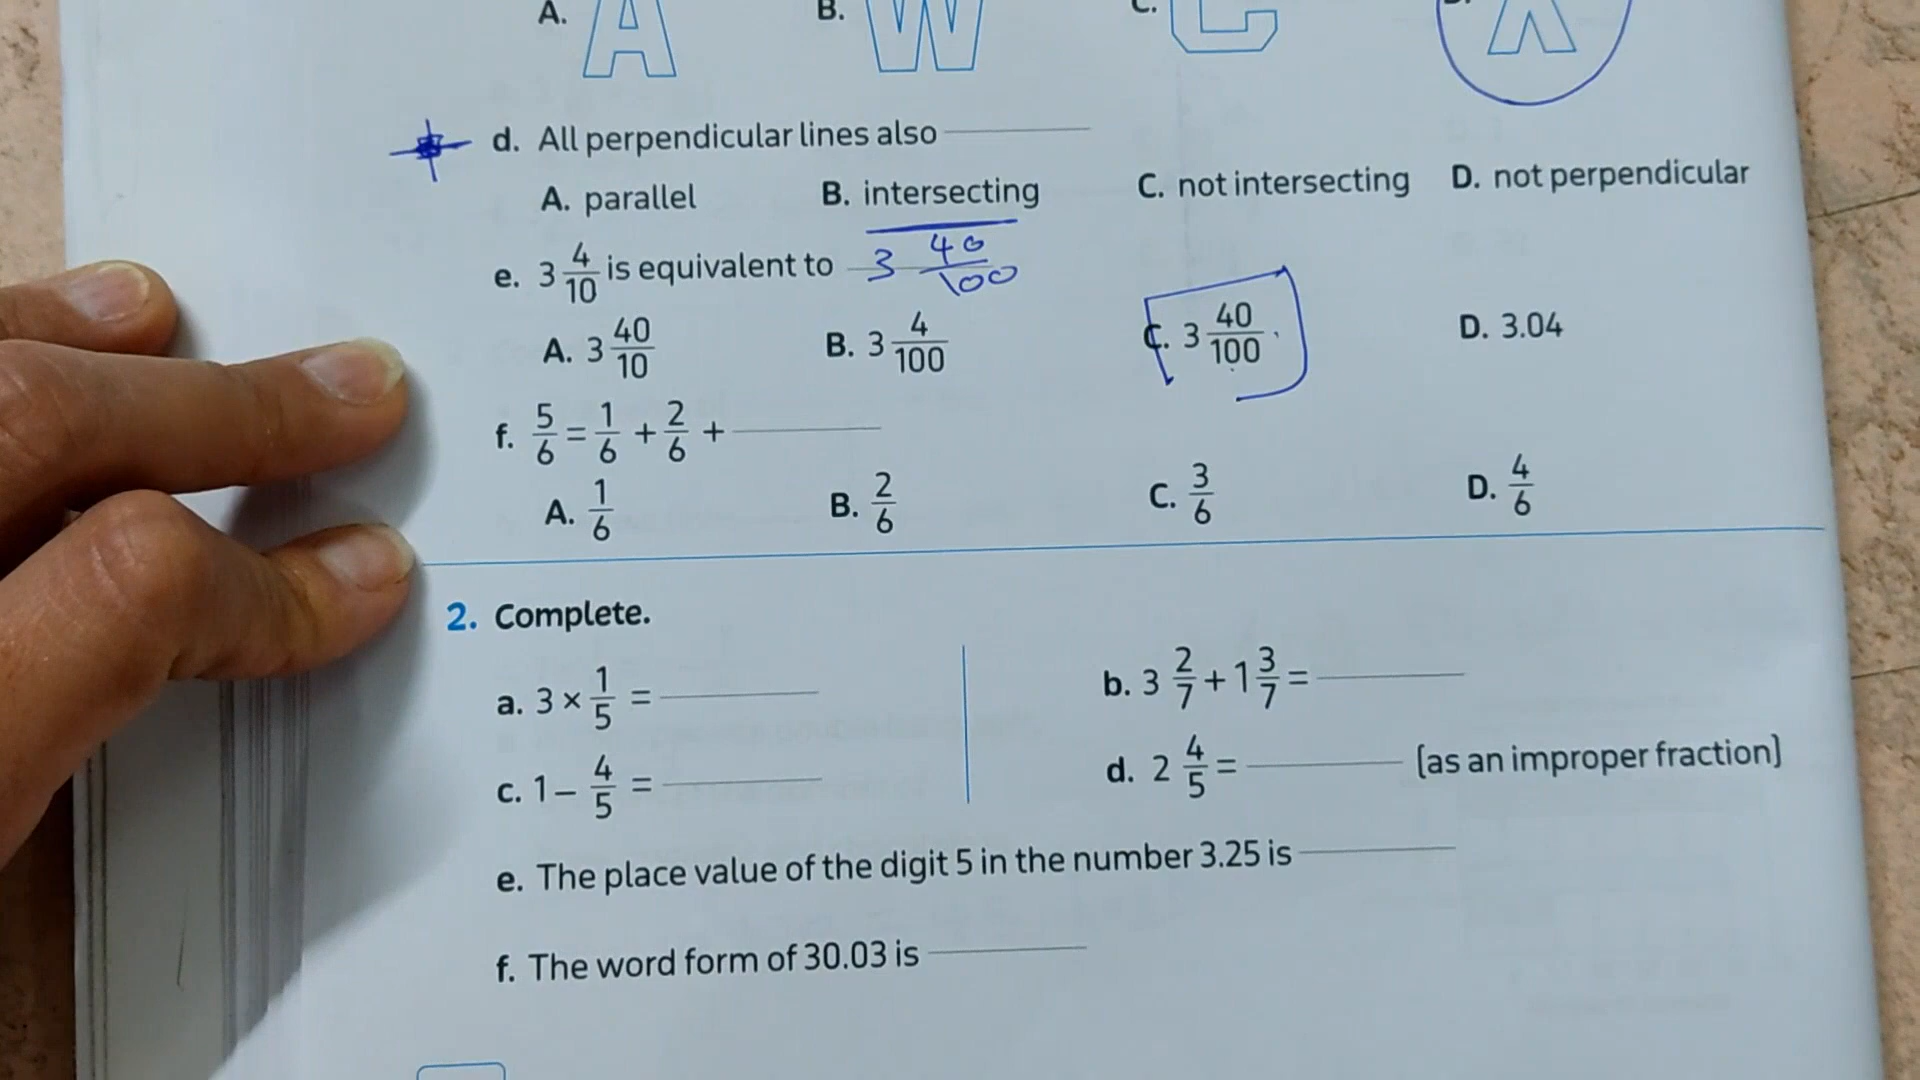 A. A B. W C. C X
d. All perpendicular lines also
A. parallel B. intersecting C. not intersecting D. not perpendicular
e. 3 4/10 is equivalent to 3 40/100
A. 3 40/10 B. 3 4/100 C. 3 40/100 D. 3.04
f. 5/6 = 1/6 + 2/6 +
A. 1/6 B. 2/6 C. 3/6 D. 4/6
2. Complete.
a. 3 × 1/5 = b. 3 2/7 + 1 3/7 =
c. 1 – 4/5 = d. 2 4/5 = (as an improper fraction)
e. The place value of the digit 5 in the number 3.25 is
f. The word form of 30.03 is